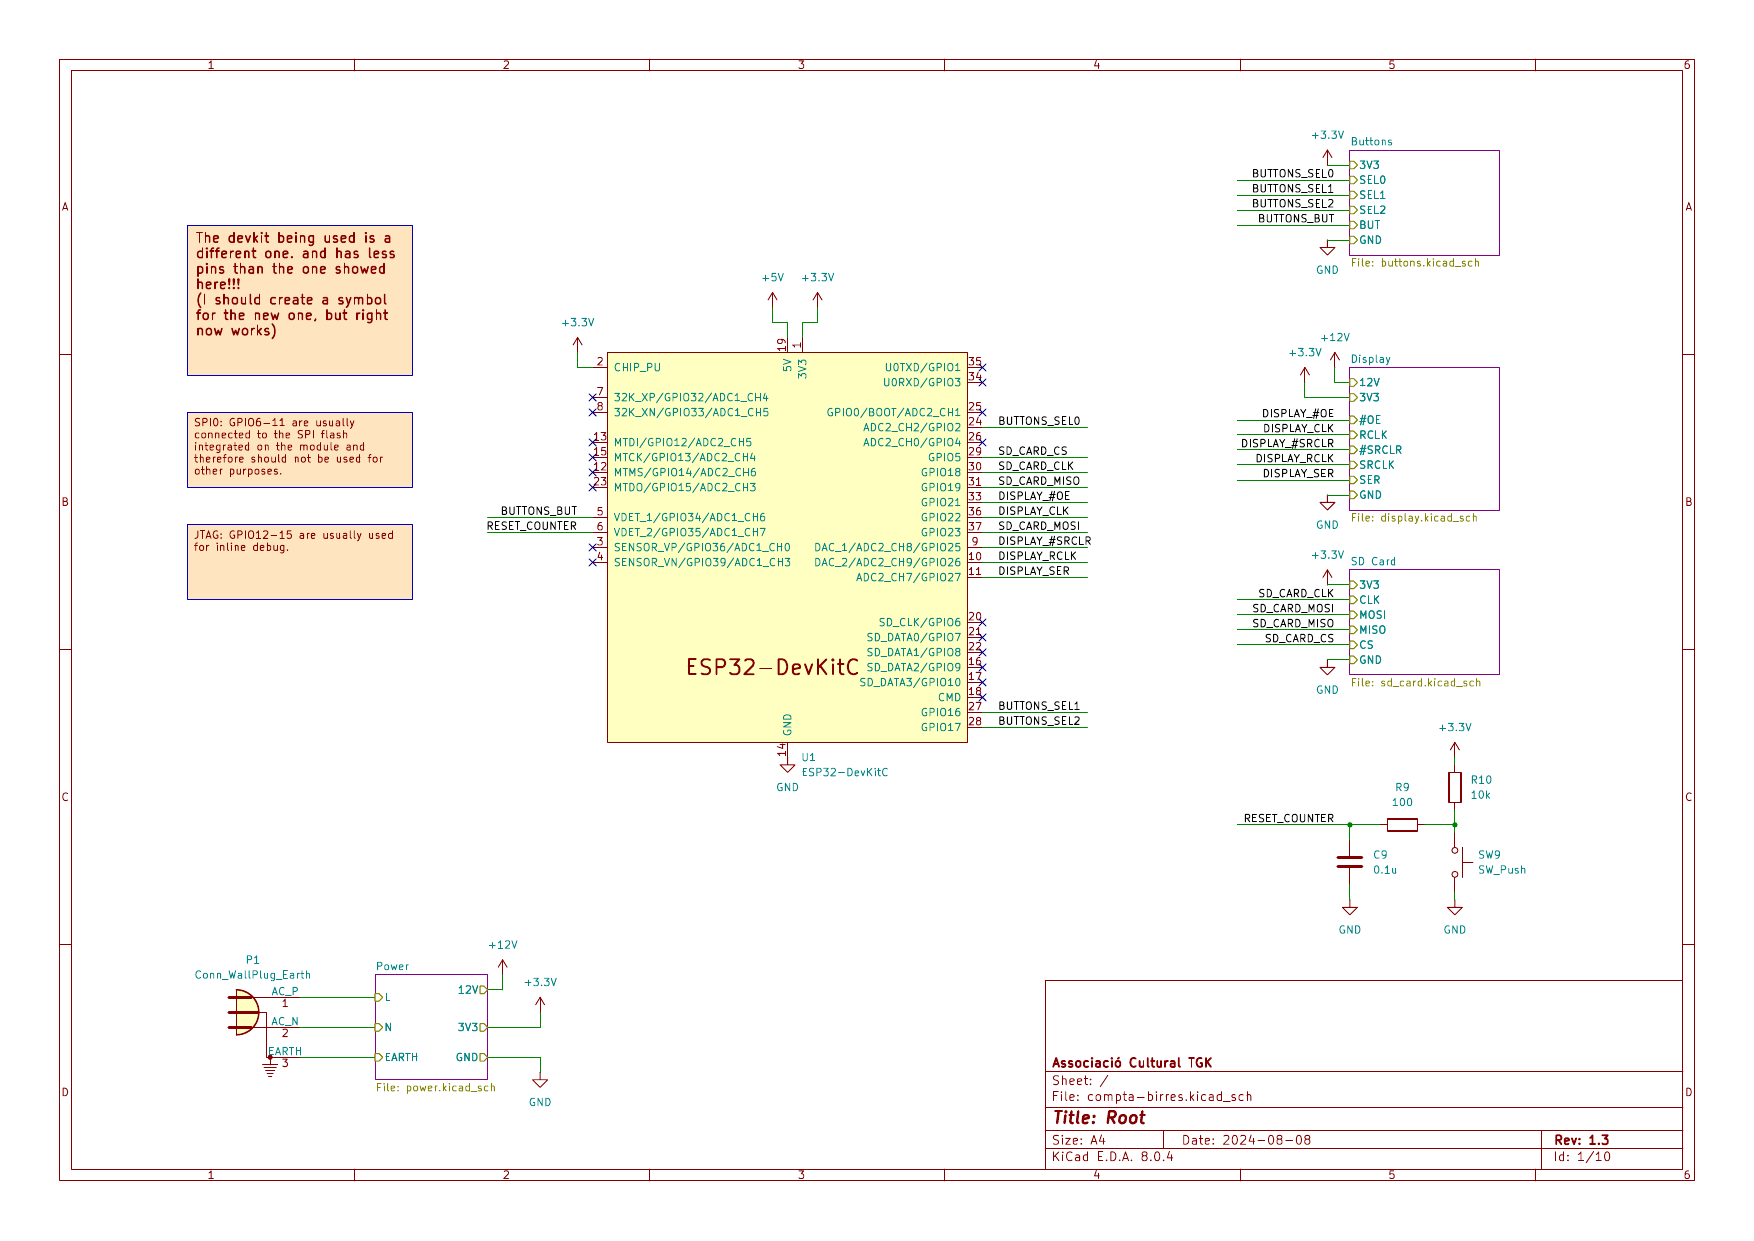 1 2 3 4 5 6
A
B
C
D
The devkit being used is a
different one. and has less
pins than the one showed
here!!!
(I should create a symbol
for the new one, but right
now works)
SPI0: GPIO6-11 are usually
connected to the SPI flash
integrated on the module and
therefore should not be used for
other purposes.
JTAG: GPIO12-15 are usually used
for inline debug.
+5V
+3.3V
+3.3V
19 5V
1 3V3
2 CHIP_PU
7 32K_XP/GPIO32/ADC1_CH4
8 32K_XN/GPIO33/ADC1_CH5
13 MTDI/GPIO12/ADC2_CH5
15 MTCK/GPIO13/ADC2_CH4
12 MTMS/GPIO14/ADC2_CH6
23 MTDO/GPIO15/ADC2_CH3
BUTTONS_BUT 5 VDET_1/GPIO34/ADC1_CH6
RESET_COUNTER 6 VDET_2/GPIO35/ADC1_CH7
3 SENSOR_VP/GPIO36/ADC1_CH0
4 SENSOR_VN/GPIO39/ADC1_CH3
U0TXD/GPIO1 35
U0RXD/GPIO3 34
GPIO0/BOOT/ADC2_CH1 25
ADC2_CH2/GPIO2 24 BUTTONS_SEL0
ADC2_CH0/GPIO4 26
GPIO5 29 SD_CARD_CS
GPIO18 30 SD_CARD_CLK
GPIO19 31 SD_CARD_MISO
GPIO21 33 DISPLAY_#OE
GPIO22 36 DISPLAY_CLK
GPIO23 37 SD_CARD_MOSI
DAC_1/ADC2_CH8/GPIO25 9 DISPLAY_#SRCLR
DAC_2/ADC2_CH9/GPIO26 10 DISPLAY_RCLK
ADC2_CH7/GPIO27 11 DISPLAY_SER
SD_CLK/GPIO6 20
SD_DATA0/GPIO7 21
SD_DATA1/GPIO8 22
SD_DATA2/GPIO9 16
SD_DATA3/GPIO10 17
CMD 18
GPIO16 27 BUTTONS_SEL1
GPIO17 28 BUTTONS_SEL2
ESP32-DevKitC
GND
14
U1
ESP32-DevKitC
GND
+3.3V
Buttons
3V3
BUTTONS_SEL0 SEL0
BUTTONS_SEL1 SEL1
BUTTONS_SEL2 SEL2
BUTTONS_BUT BUT
GND
GND
File: buttons.kicad_sch
+12V
+3.3V
Display
12V
3V3
DISPLAY_#OE #OE
DISPLAY_CLK RCLK
DISPLAY_#SRCLR #SRCLR
DISPLAY_RCLK SRCLK
DISPLAY_SER SER
GND
GND
File: display.kicad_sch
+3.3V
SD Card
3V3
SD_CARD_CLK CLK
SD_CARD_MOSI MOSI
SD_CARD_MISO MISO
SD_CARD_CS CS
GND
GND
File: sd_card.kicad_sch
+3.3V
R10
10k
R9
100
RESET_COUNTER
C9
0.1u
SW9
SW_Push
GND
GND
P1
Conn_WallPlug_Earth
AC_P
1
AC_N
2
EARTH
3
Power
L
N
EARTH
12V
3V3
GND
+12V
+3.3V
GND
File: power.kicad_sch
Associació Cultural TGK
Sheet: /
File: compta-birres.kicad_sch
Title: Root
Size: A4 Date: 2024-08-08 Rev: 1.3
KiCad E.D.A. 8.0.4 Id: 1/10
A
B
C
D
1 2 3 4 5 6